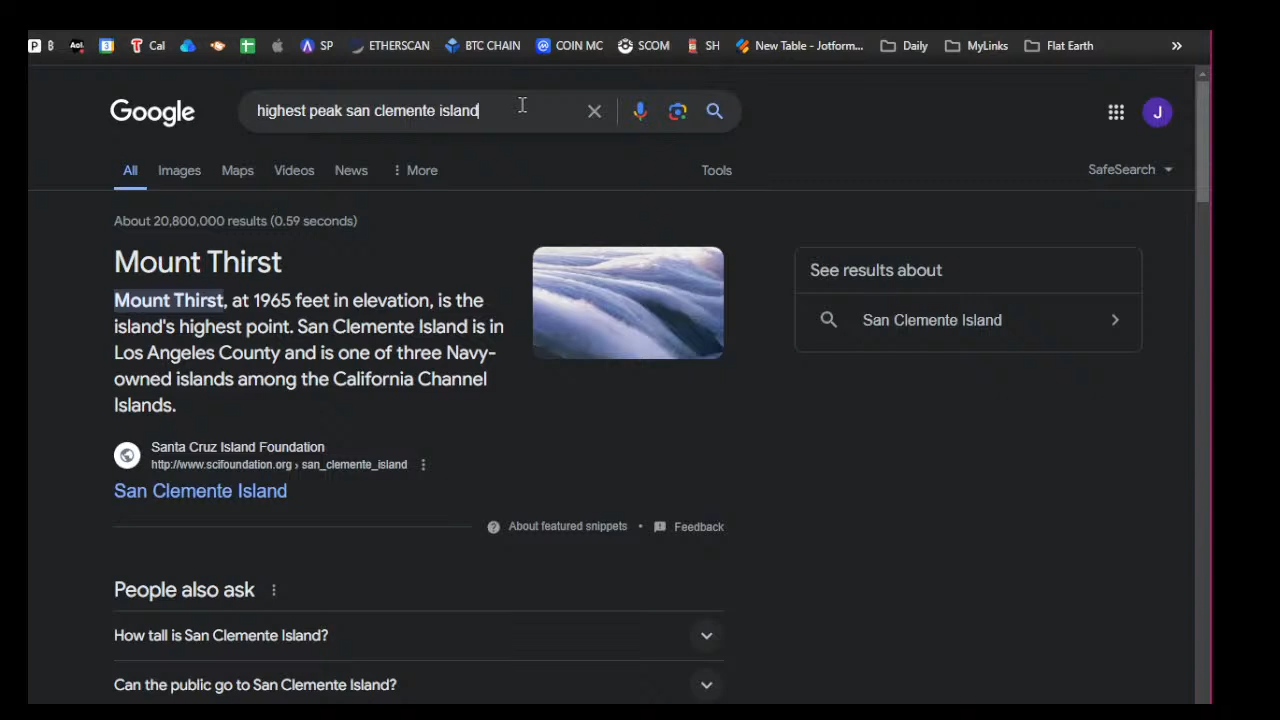 P B Aol. 3 T Cal SP ETHERSCAN BTC CHAIN COIN MC SCOM SH New Table - Jotform... Daily MyLinks Flat Earth »
Google highest peak san clemente island J
All Images Maps Videos News More Tools SafeSearch
About 20,800,000 results (0.59 seconds)
Mount Thirst
Mount Thirst, at 1965 feet in elevation, is the
island's highest point. San Clemente Island is in
Los Angeles County and is one of three Navy-
owned islands among the California Channel
Islands.
See results about
San Clemente Island
Santa Cruz Island Foundation
http://www.scifoundation.org › san_clemente_island
San Clemente Island
About featured snippets • Feedback
People also ask
How tall is San Clemente Island?
Can the public go to San Clemente Island?